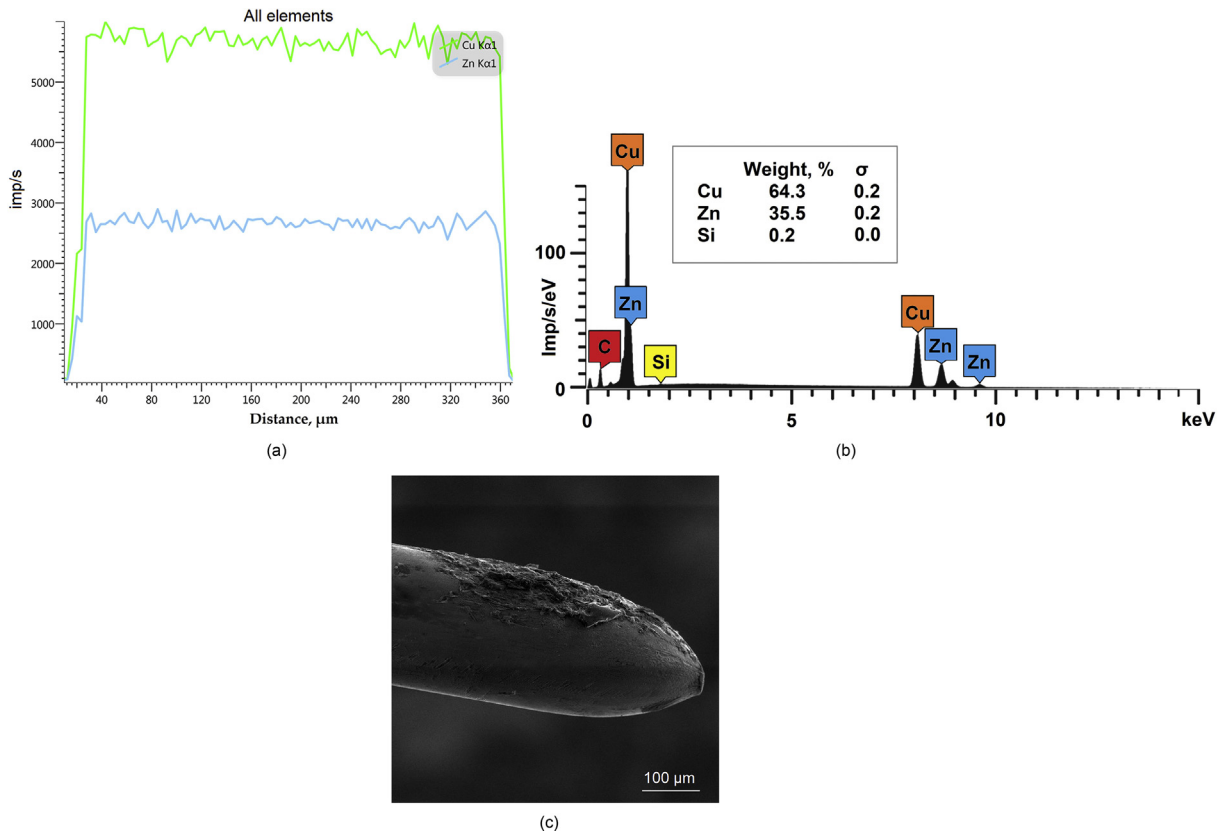 All elements
Cu Kα1
Zn Kα1
5000
4000
3000
2000
1000
imp/s
40
80
120
160
200
240
280
320
360
Distance, μm
(a)
Cu
Zn
C
Si
Cu
Zn
Zn
Weight, % σ
Cu 64.3 0.2
Zn 35.5 0.2
Si 0.2 0.0
100
0
Imp/s/eV
0
5
10
keV
(b)
100 μm
(c)